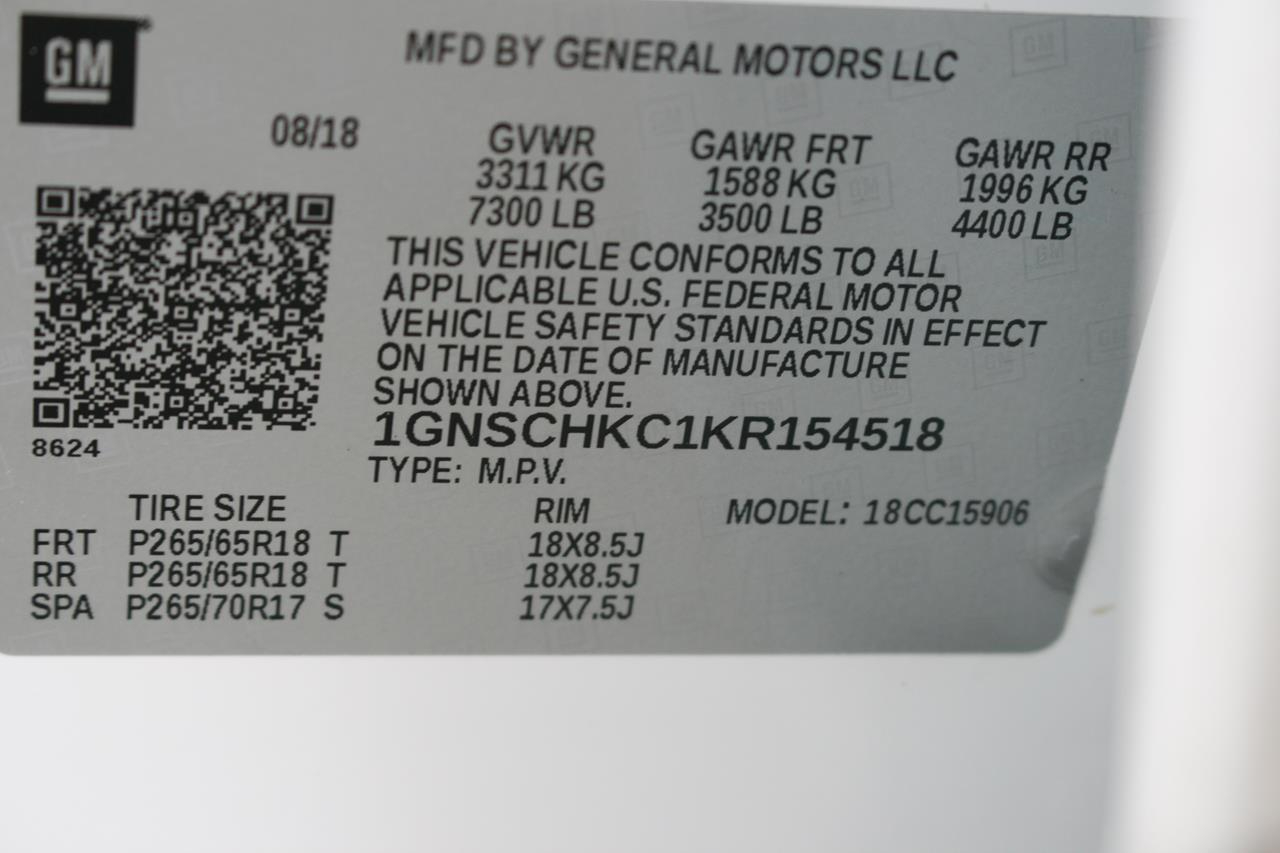 GM
MFD BY GENERAL MOTORS LLC
08/18
GVWR GAWR FRT GAWR RR
3311 KG 1588 KG 1996 KG
7300 LB 3500 LB 4400 LB
THIS VEHICLE CONFORMS TO ALL
APPLICABLE U.S. FEDERAL MOTOR
VEHICLE SAFETY STANDARDS IN EFFECT
ON THE DATE OF MANUFACTURE
SHOWN ABOVE.
1GNSCHKC1KR154518
8624
TYPE: M.P.V.
TIRE SIZE RIM MODEL: 18CC15906
FRT P265/65R18 T 18X8.5J
RR P265/65R18 T 18X8.5J
SPA P265/70R17 S 17X7.5J